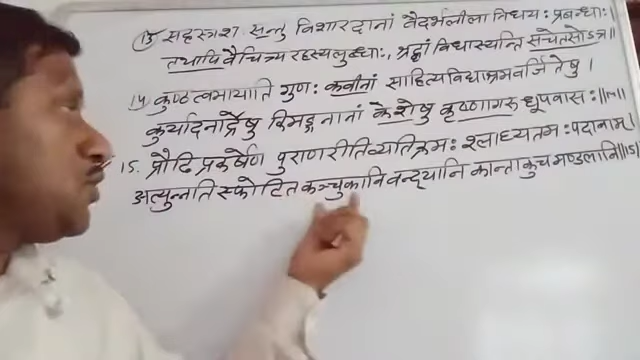 13 सहस्त्रशः सन्तु विशारदानां वैदर्भलीला निधयः प्रबन्धाः।
तथापि वैचित्र्य रहस्यलुब्धाः, श्रद्धां विधास्यन्ति सचेतसोऽत्र॥
14 कुण्ठत्वमायाति गुणः कवीनां साहित्यविद्याश्रमवर्जितेषु।
कुर्यादनार्द्रेषु किमङ्गनानां केशेषु कृष्णागरुधूपवासः॥14॥
15. प्रौढि प्रकर्षेण पुराणरीतिव्यतिक्रमः श्लाघ्यतमः पदानाम्।
अत्युन्नतिस्फोटितकञ्चुकानि वन्द्यानि कान्ताकुचमण्डलानि॥15॥